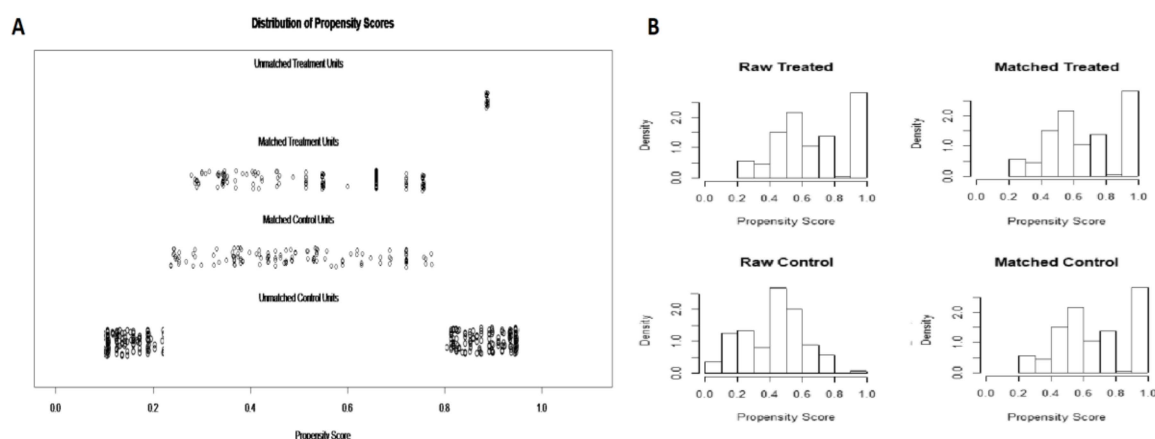 A
Distribution of Propensity Scores
Unmatched Treatment Units
Matched Treatment Units
Matched Control Units
Unmatched Control Units
0.0 0.2 0.4 0.6 0.8 1.0
Propensity Score
B
Raw Treated
Density
0.0 1.0 2.0
0.0 0.2 0.4 0.6 0.8 1.0
Propensity Score
Matched Treated
Density
0.0 1.0 2.0
0.0 0.2 0.4 0.6 0.8 1.0
Propensity Score
Raw Control
Density
0.0 1.0 2.0
0.0 0.2 0.4 0.6 0.8 1.0
Propensity Score
Matched Control
Density
0.0 1.0 2.0
0.0 0.2 0.4 0.6 0.8 1.0
Propensity Score